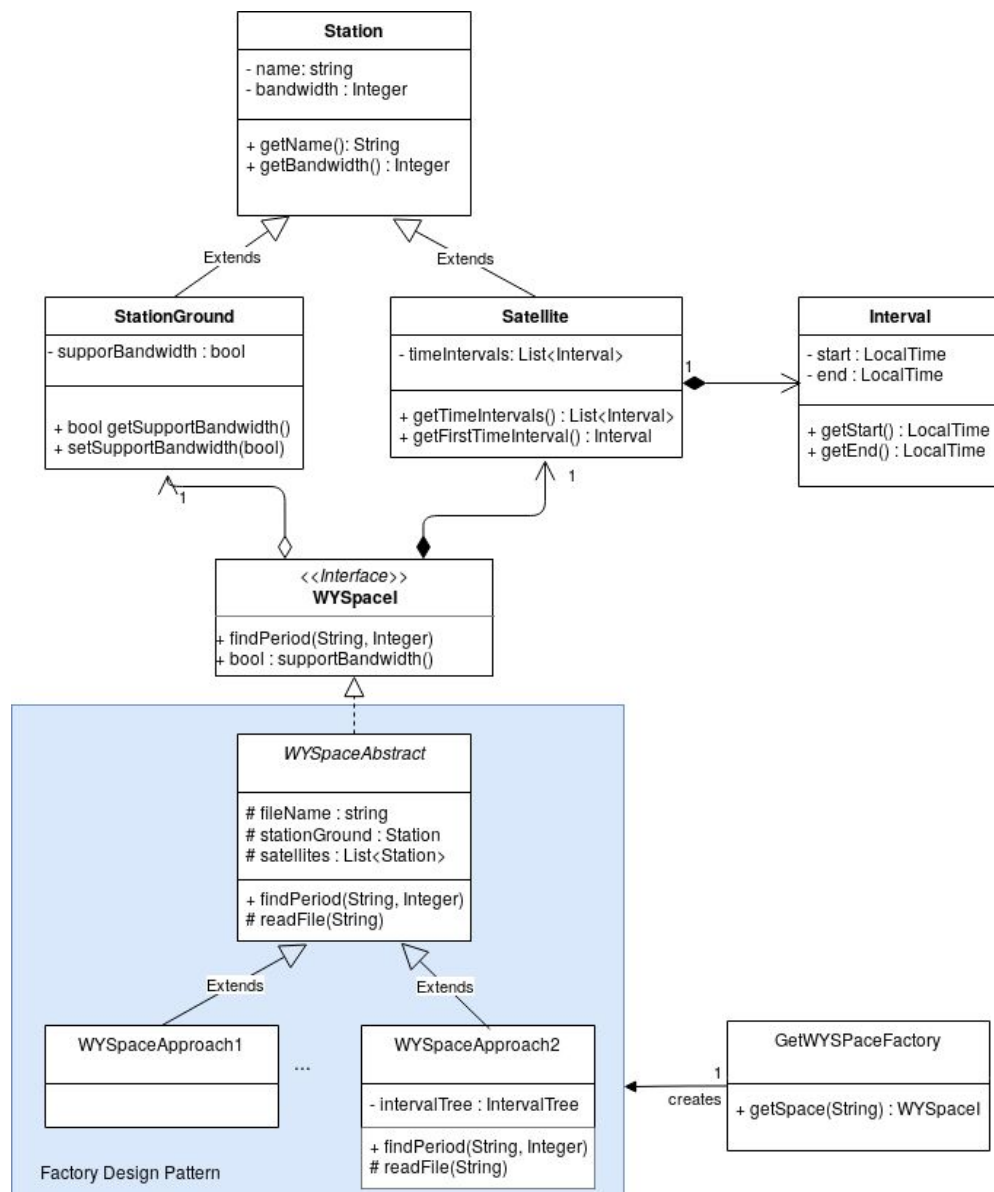 Station
- name: string
- bandwidth : Integer
+ getName(): String
+ getBandwidth() : Integer
Extends
Extends
StationGround
- supporBandwidth : bool
+ bool getSupportBandwidth()
+ setSupportBandwidth(bool)
Satellite
- timeIntervals: List<Interval>
+ getTimeIntervals() : List<Interval>
+ getFirstTimeInterval() : Interval
1
Interval
- start : LocalTime
- end : LocalTime
+ getStart() : LocalTime
+ getEnd() : LocalTime
1
1
<<Interface>>
WYSpaceI
+ findPeriod(String, Integer)
+ bool : supportBandwidth()
WYSpaceAbstract
# fileName : string
# stationGround : Station
# satellites : List<Station>
+ findPeriod(String, Integer)
# readFile(String)
Extends
Extends
WYSpaceApproach1
...
WYSpaceApproach2
- intervalTree : IntervalTree
+ findPeriod(String, Integer)
# readFile(String)
1
creates
GetWYSPaceFactory
+ getSpace(String) : WYSpaceI
Factory Design Pattern